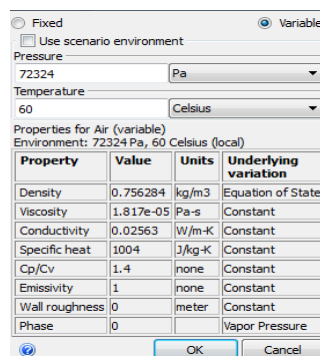 Fixed Variable
Use scenario environment
Pressure
72324 Pa
Temperature
60 Celsius
Properties for Air (variable)
Environment: 72324 Pa, 60 Celsius (local)
Property Value Units Underlying variation
Density 0.756284 kg/m3 Equation of State
Viscosity 1.817e-05 Pa-s Constant
Conductivity 0.02563 W/m-K Constant
Specific heat 1004 J/kg-K Constant
Cp/Cv 1.4 none Constant
Emissivity 1 none Constant
Wall roughness 0 meter Constant
Phase 0 Vapor Pressure
? OK Cancel